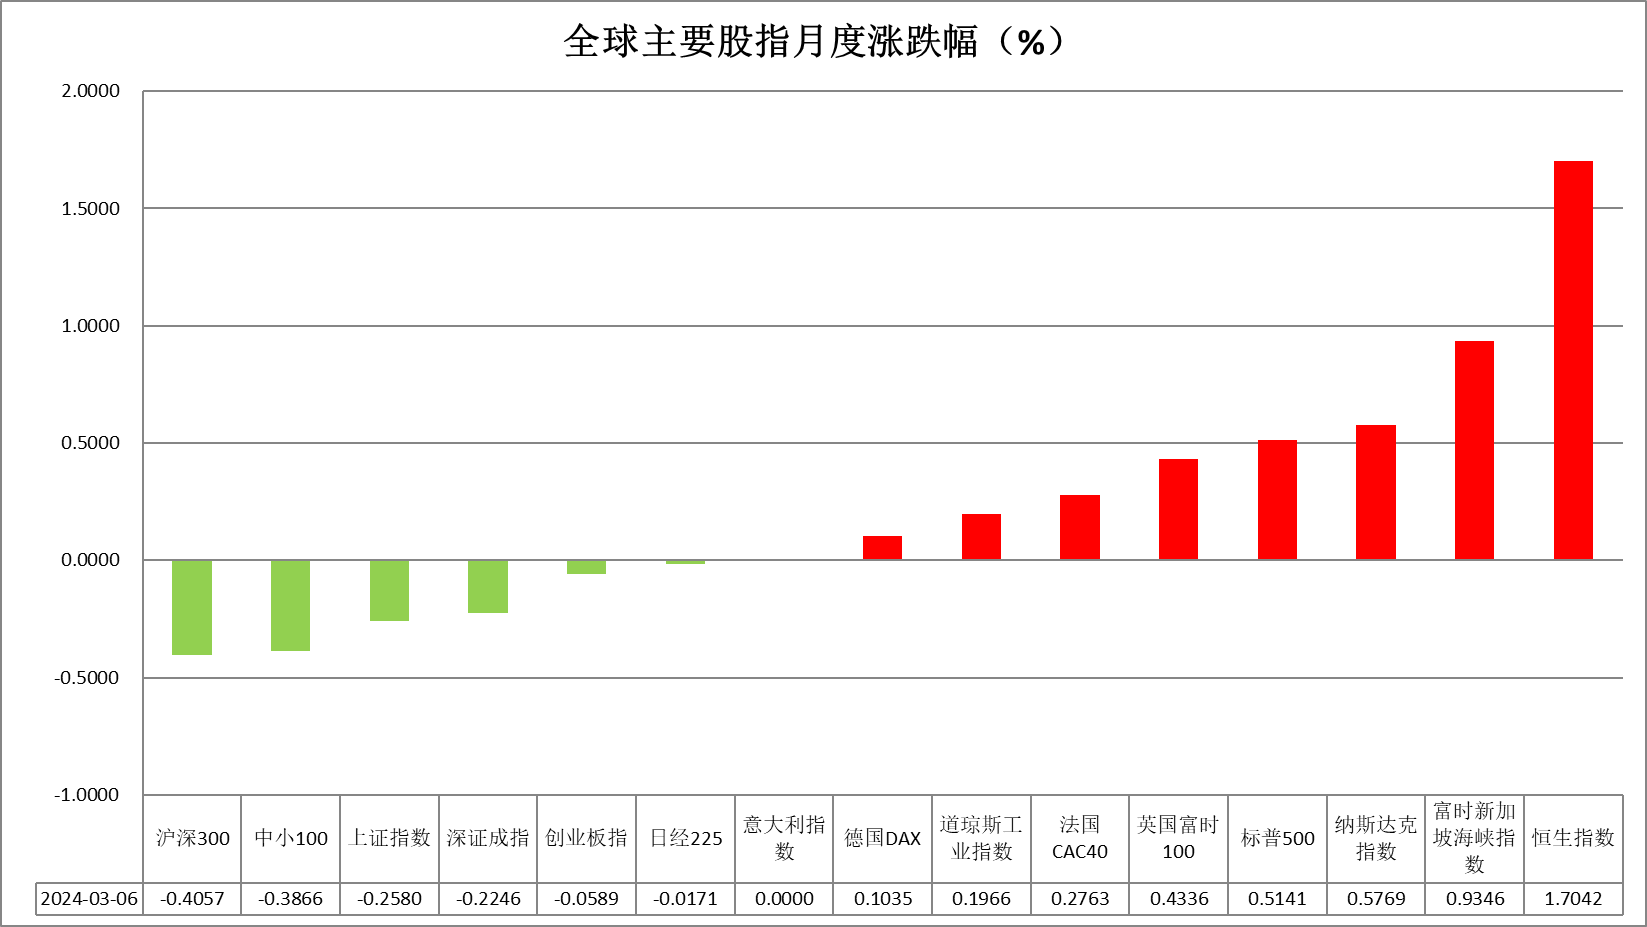 全球主要股指月度涨跌幅（%）
2.0000
1.5000
1.0000
0.5000
0.0000
-0.5000
-1.0000
沪深300
中小100
上证指数
深证成指
创业板指
日经225
意大利指
数
德国DAX
道琼斯工
业指数
法国
CAC40
英国富时
100
标普500
纳斯达克
指数
富时新加
坡海峡指
数
恒生指数
2024-03-06 -0.4057 -0.3866 -0.2580 -0.2246 -0.0589 -0.0171 0.0000 0.1035 0.1966 0.2763 0.4336 0.5141 0.5769 0.9346 1.7042